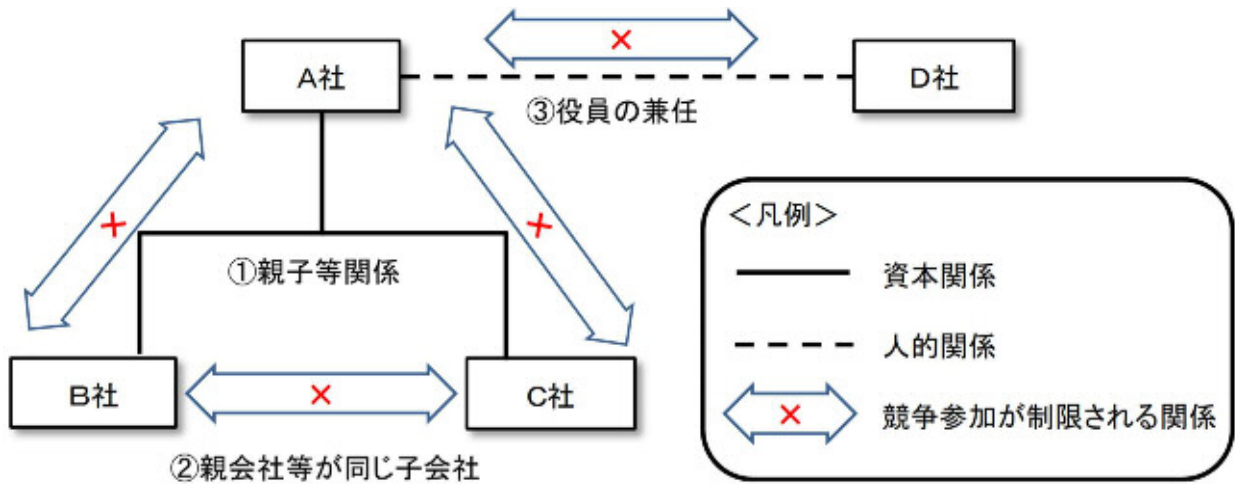 A社
D社
③役員の兼任
①親子等関係
B社
C社
②親会社等が同じ子会社
<凡例>
資本関係
人的関係
競争参加が制限される関係